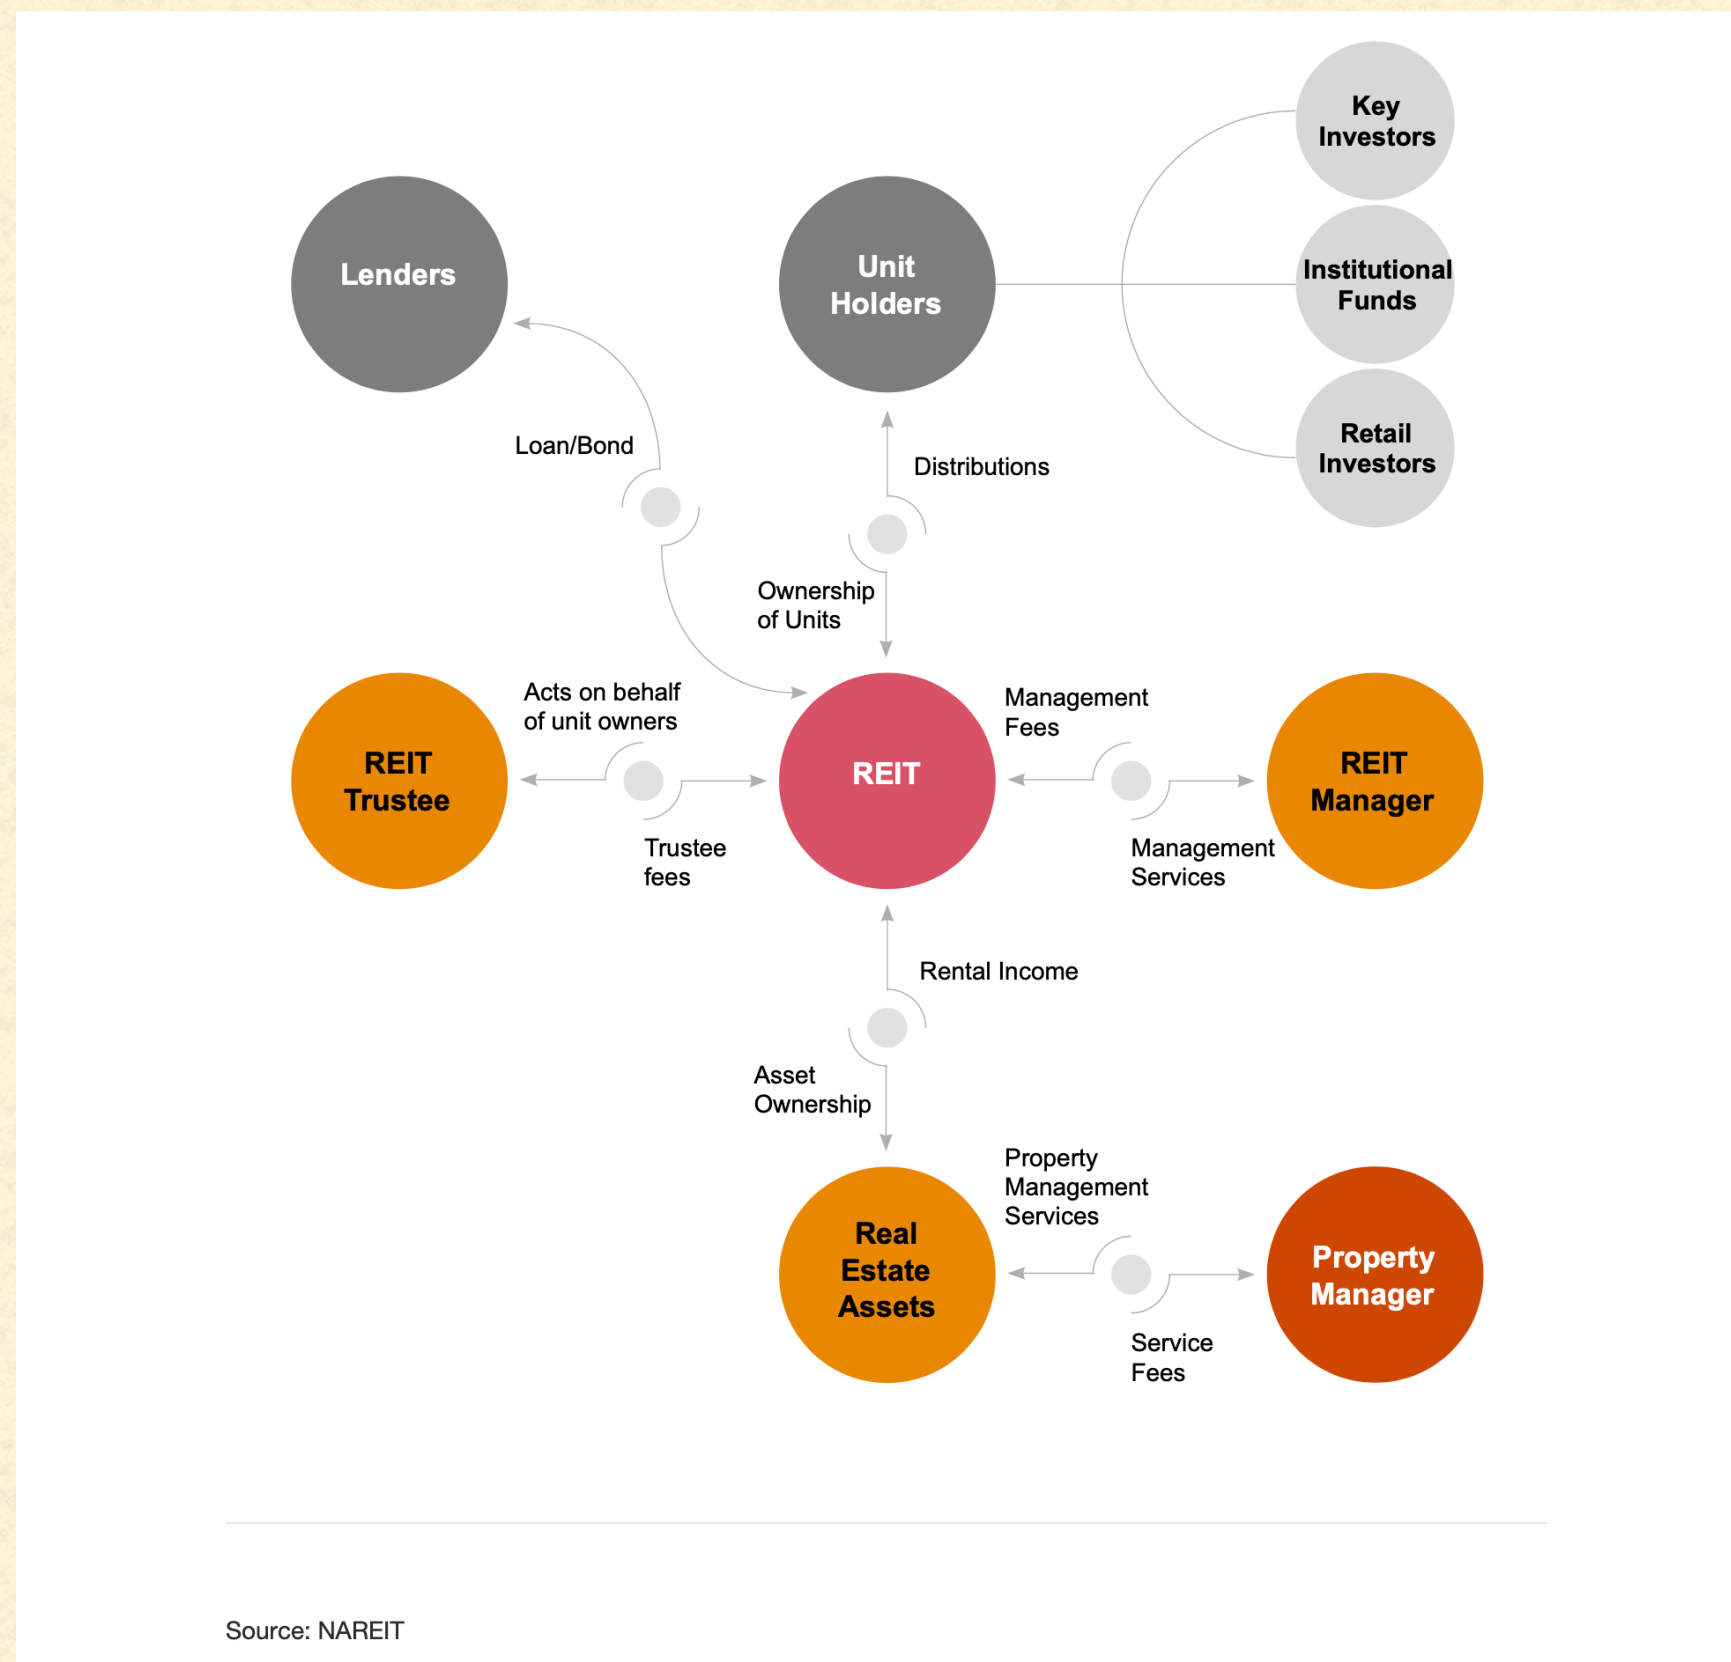 Key
Investors
Lenders
Unit
Holders
Institutional
Funds
Retail
Investors
Loan/Bond
Distributions
Ownership
of Units
Acts on behalf
of unit owners
Management
Fees
REIT
Trustee
REIT
REIT
Manager
Trustee
fees
Management
Services
Rental Income
Asset
Ownership
Property
Management
Services
Real
Estate
Assets
Property
Manager
Service
Fees
Source: NAREIT